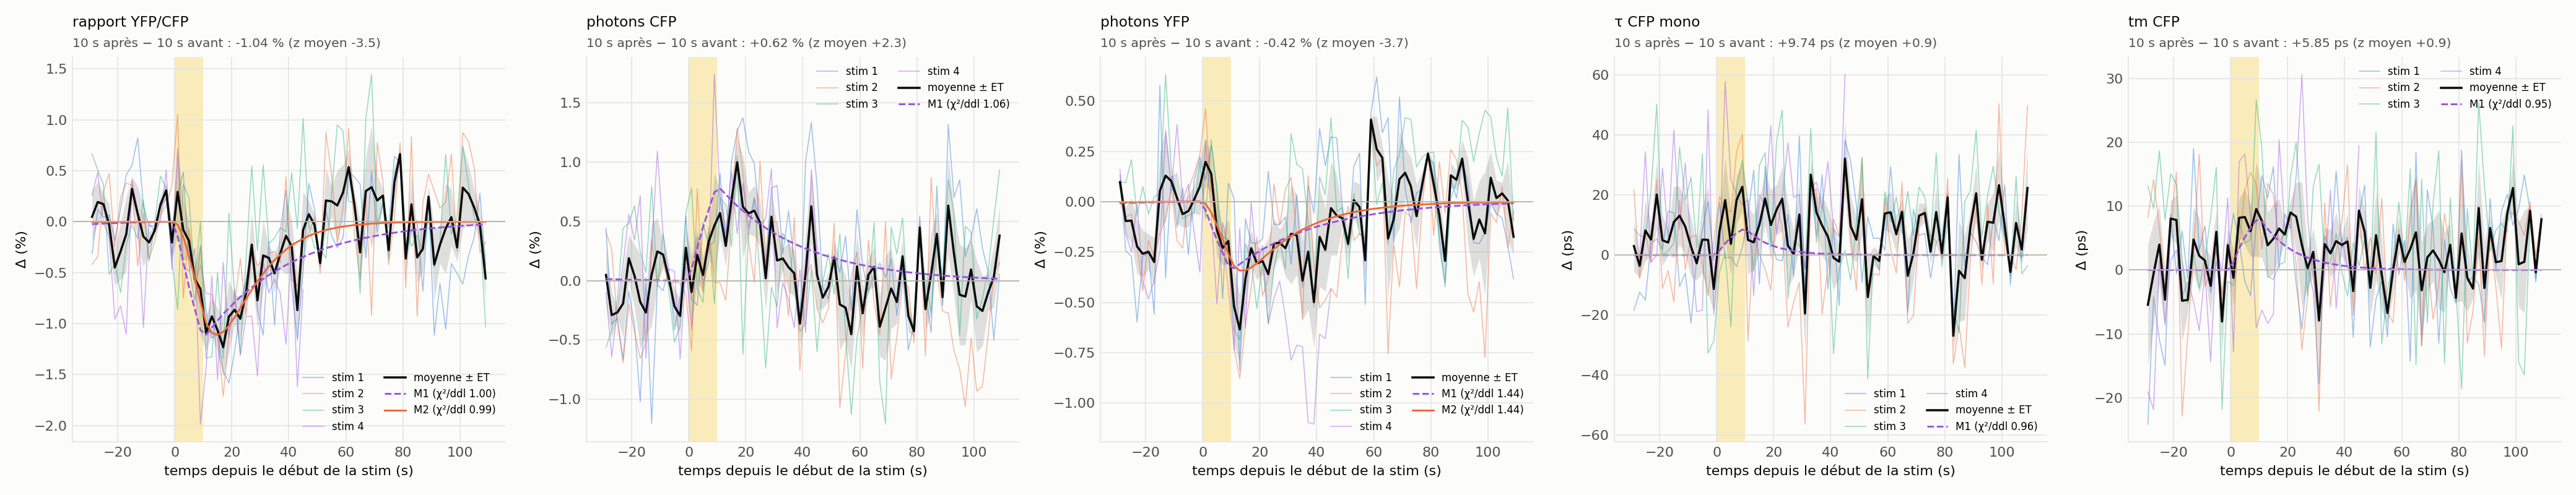 rapport YFP/CFP
10 s après − 10 s avant : -1.04 % (z moyen -3.5)
1.5
1.0
0.5
0.0
−0.5
−1.0
−1.5
−2.0
Δ (%)
stim 1
stim 2
stim 3
stim 4
moyenne ± ET
M1 (χ²/ddl 1.00)
M2 (χ²/ddl 0.99)
−20 0 20 40 60 80 100
temps depuis le début de la stim (s)
photons CFP
10 s après − 10 s avant : +0.62 % (z moyen +2.3)
1.5
1.0
0.5
0.0
−0.5
−1.0
Δ (%)
stim 1
stim 2
stim 3
stim 4
moyenne ± ET
M1 (χ²/ddl 1.06)
−20 0 20 40 60 80 100
temps depuis le début de la stim (s)
photons YFP
10 s après − 10 s avant : -0.42 % (z moyen -3.7)
0.50
0.25
0.00
−0.25
−0.50
−0.75
−1.00
Δ (%)
stim 1
stim 2
stim 3
stim 4
moyenne ± ET
M1 (χ²/ddl 1.44)
M2 (χ²/ddl 1.44)
−20 0 20 40 60 80 100
temps depuis le début de la stim (s)
τ CFP mono
10 s après − 10 s avant : +9.74 ps (z moyen +0.9)
60
40
20
0
−20
−40
−60
Δ (ps)
stim 1
stim 2
stim 3
stim 4
moyenne ± ET
M1 (χ²/ddl 0.96)
−20 0 20 40 60 80 100
temps depuis le début de la stim (s)
tm CFP
10 s après − 10 s avant : +5.85 ps (z moyen +0.9)
30
20
10
0
−10
−20
Δ (ps)
stim 1
stim 2
stim 3
stim 4
moyenne ± ET
M1 (χ²/ddl 0.95)
−20 0 20 40 60 80 100
temps depuis le début de la stim (s)